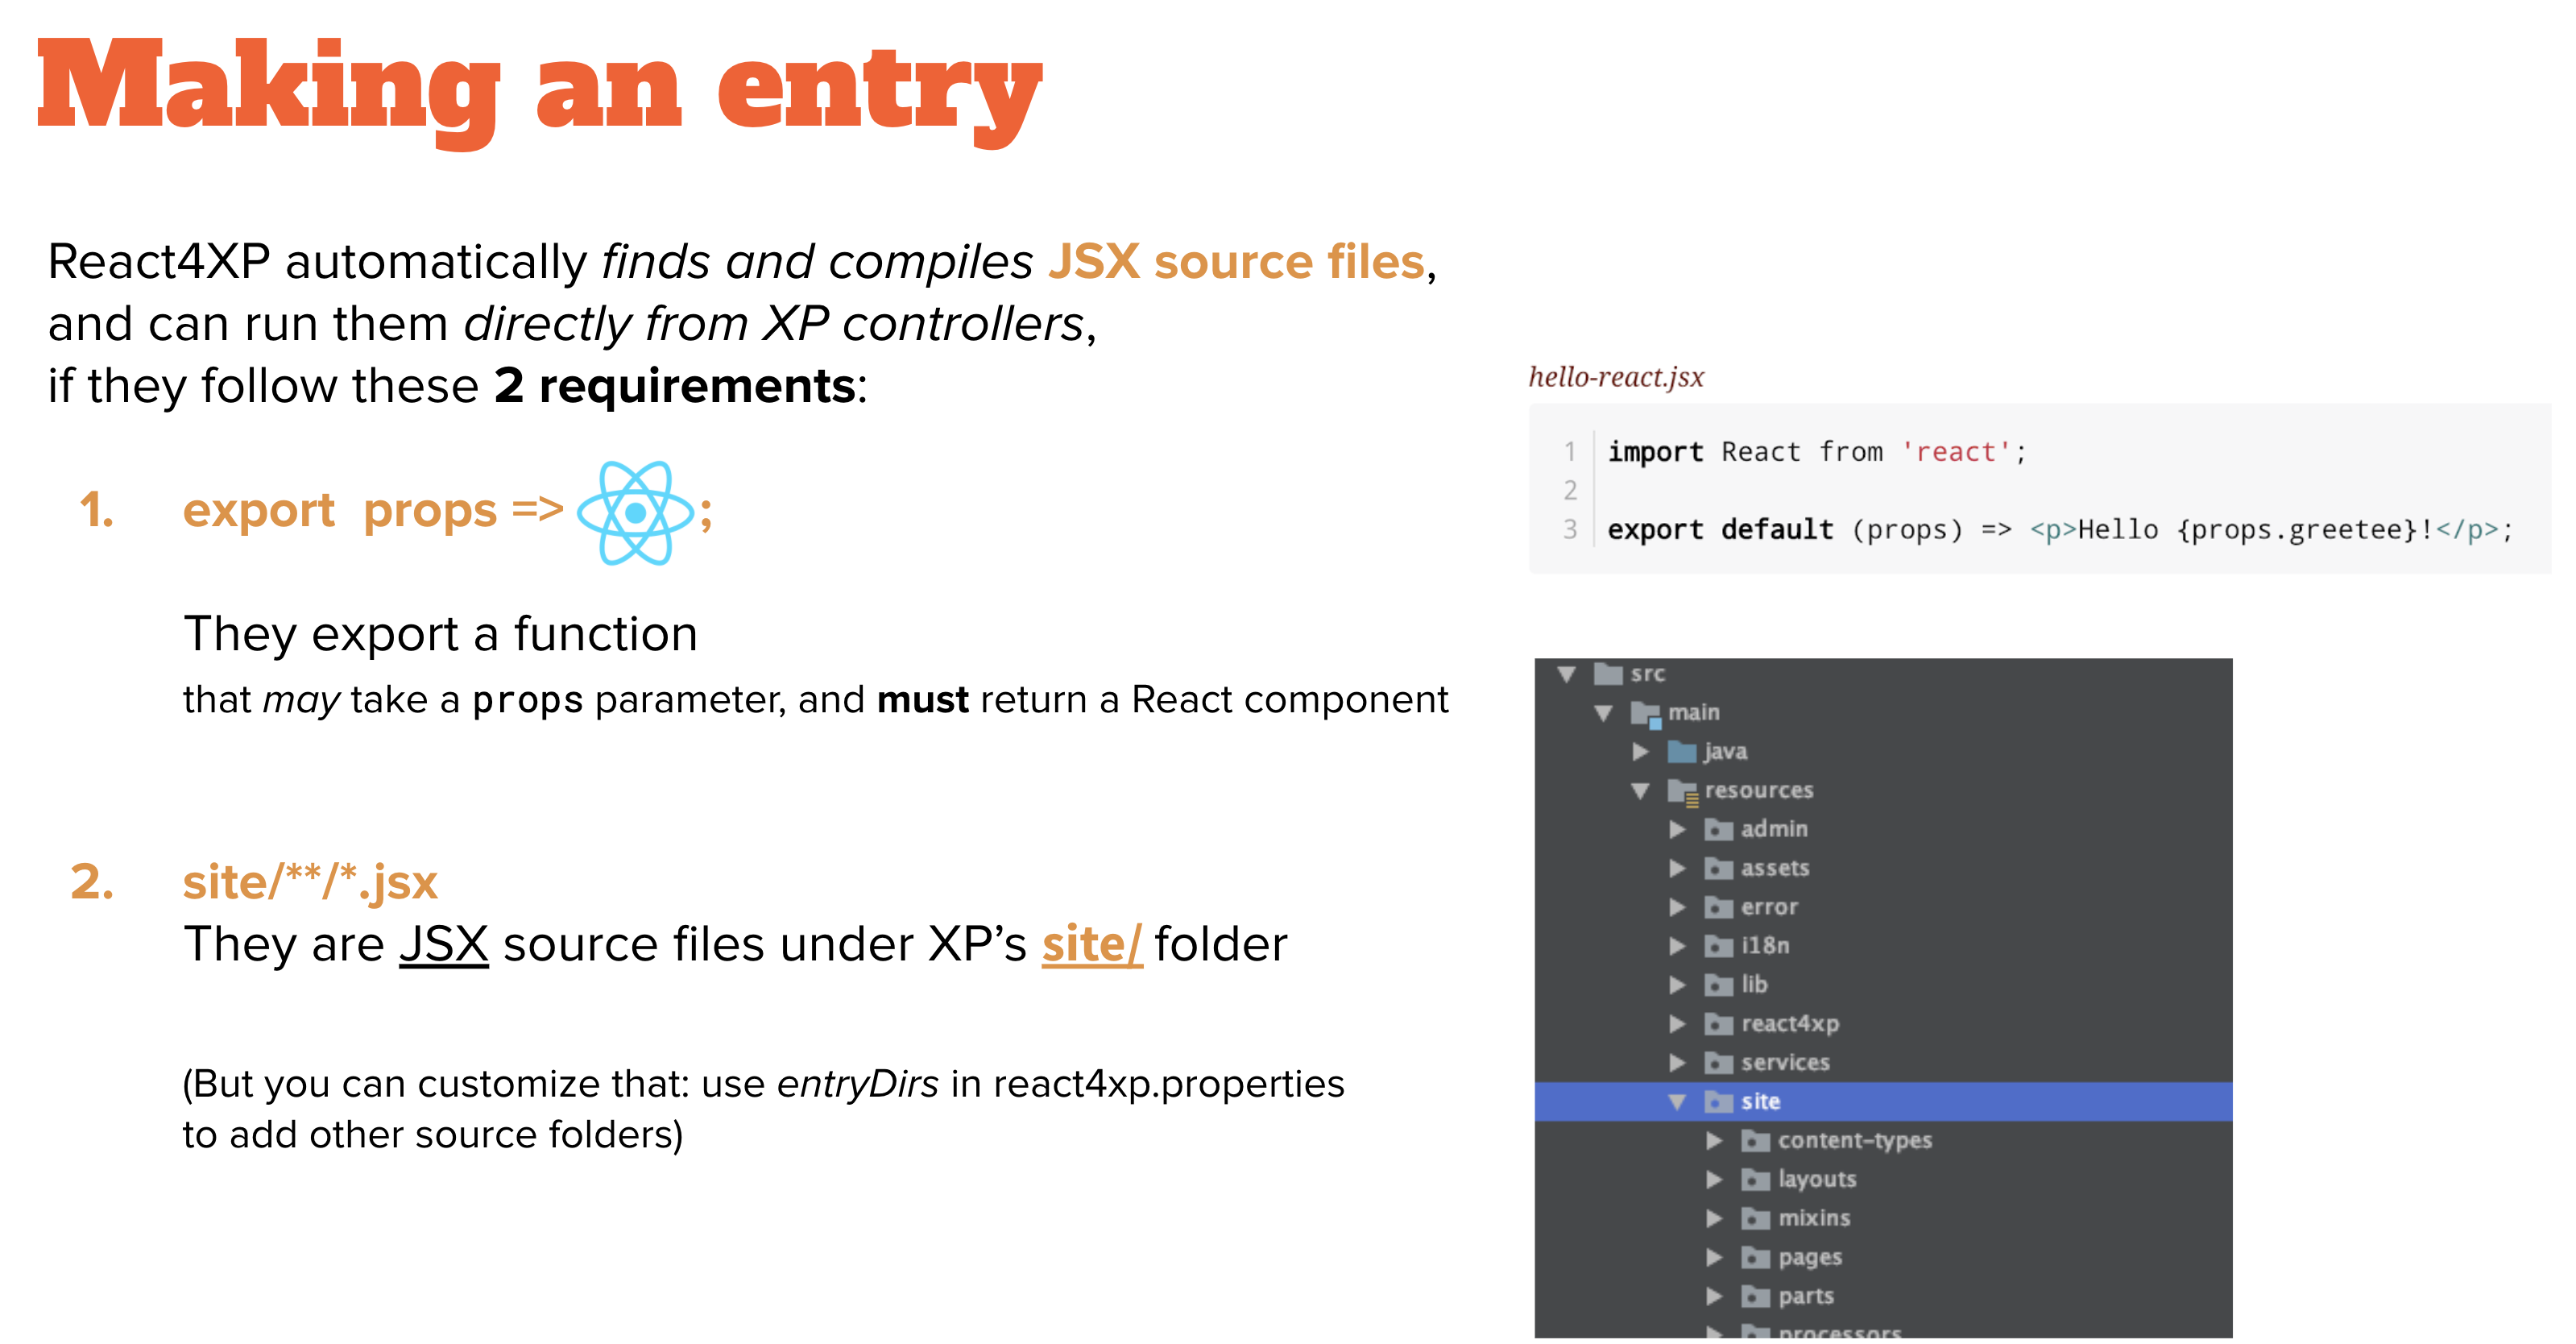 Making an entry
React4XP automatically finds and compiles JSX source files,
and can run them directly from XP controllers,
if they follow these 2 requirements:
1. export props => ;
They export a function
that may take a props parameter, and must return a React component
2. site/**/*.jsx
They are JSX source files under XP’s site/ folder
(But you can customize that: use entryDirs in react4xp.properties
to add other source folders)
hello-react.jsx
1 import React from 'react';
2
3 export default (props) => <p>Hello {props.greetee}!</p>;
src
main
java
resources
admin
assets
error
i18n
lib
react4xp
services
site
content-types
layouts
mixins
pages
parts
processors